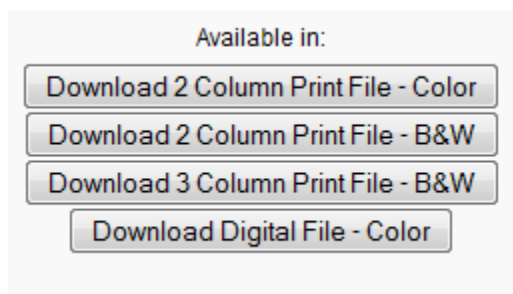 Available in:
Download 2 Column Print File - Color
Download 2 Column Print File - B&W
Download 3 Column Print File - B&W
Download Digital File - Color